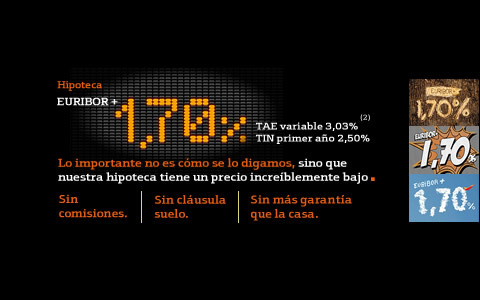 Hipoteca
EURIBOR +
1,70%
(2)
TAE variable 3,03%
TIN primer año 2,50%
Lo importante no es cómo se lo digamos, sino que
nuestra hipoteca tiene un precio increíblemente bajo
Sin
comisiones.
Sin cláusula
suelo.
Sin más garantía
que la casa.
EURIBOR+
1,70%
EURIBOR+
1,70%
EURIBOR +
1,70%